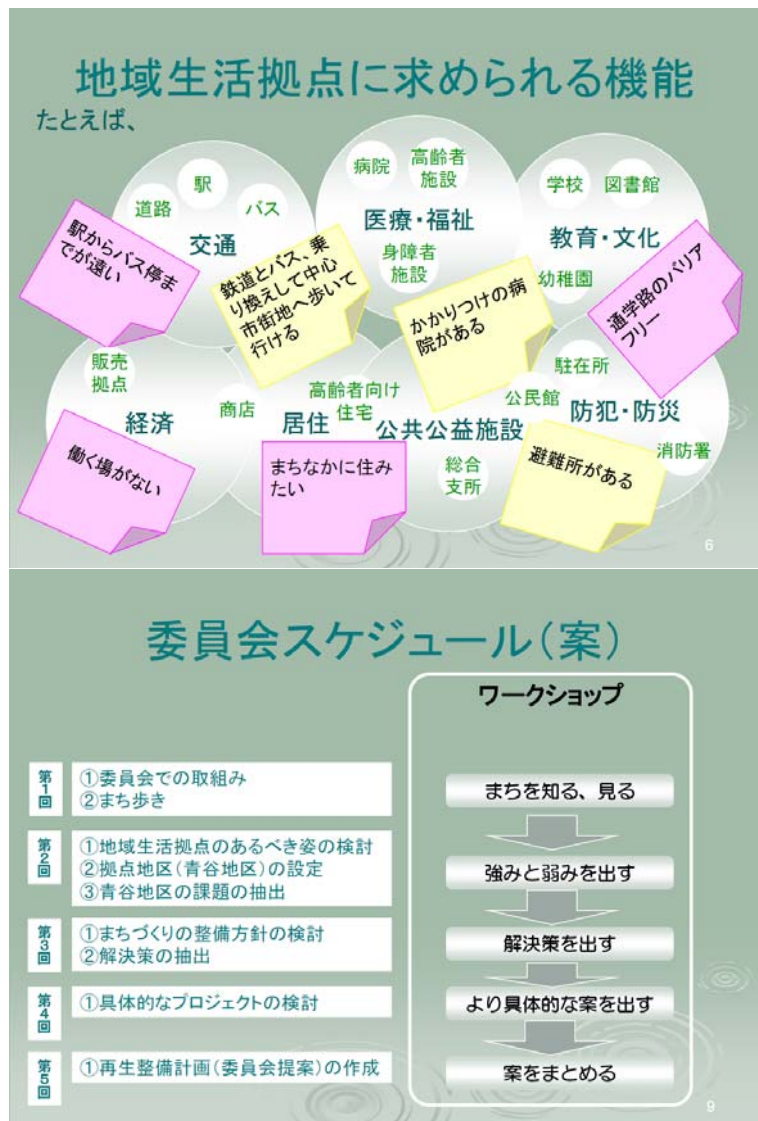 地域生活拠点に求められる機能
たとえば、
道路
駅
バス
交通
病院
高齢者
施設
医療・福祉
身障者
施設
学校
図書館
教育・文化
幼稚園
駅からバス停ま
でが遠い
鉄道とバス、乗
り換えして中心
市街地へ歩いて
行ける
かかりつけの病
院がある
通学路のバリア
フリー
販売
拠点
経済
商店
高齢者向け
住宅
居住
公共公益施設
総合
支所
公民館
駐在所
防犯・防災
消防署
働く場がない
まちなかに住み
たい
避難所がある
6
委員会スケジュール(案)
ワークショップ
第1回
①委員会での取組み
②まち歩き
まちを知る、見る
第2回
①地域生活拠点のあるべき姿の検討
②拠点地区(青谷地区)の設定
③青谷地区の課題の抽出
強みと弱みを出す
第3回
①まちづくりの整備方針の検討
②解決策の抽出
解決策を出す
第4回
①具体的なプロジェクトの検討
より具体的な案を出す
第5回
①再生整備計画(委員会提案)の作成
案をまとめる
9